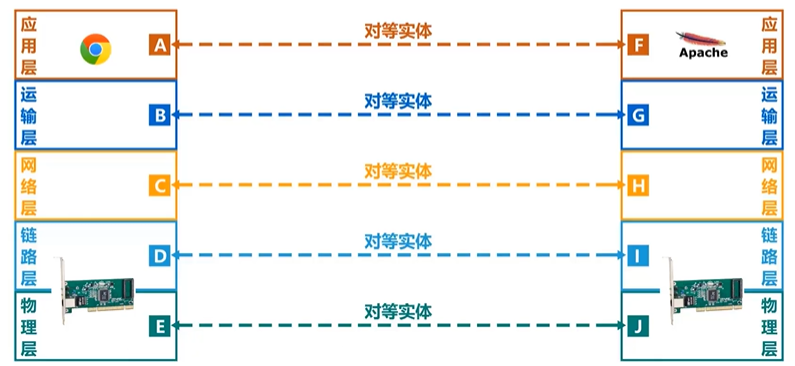 应用层
A
对等实体
F
Apache
应用层
运输层
B
对等实体
G
运输层
网络层
C
对等实体
H
网络层
链路层
D
对等实体
I
链路层
物理层
E
对等实体
J
物理层